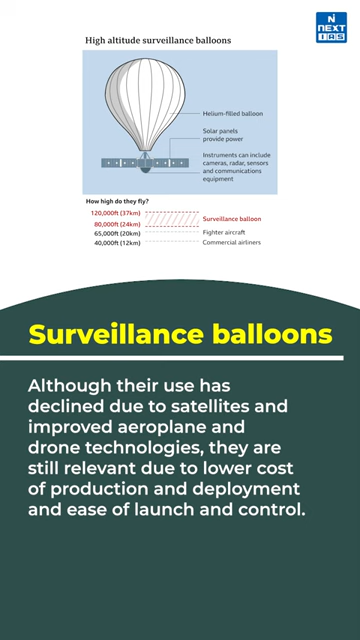 N
NEXT
IAS
High altitude surveillance balloons
Helium-filled balloon
Solar panels
provide power
Instruments can include
cameras, radar, sensors
and communications
equipment
How high do they fly?
120,000ft (37km)
80,000ft (24km)
Surveillance balloon
65,000ft (20km) Fighter aircraft
40,000ft (12km) Commercial airliners
Surveillance balloons
Although their use has
declined due to satellites and
improved aeroplane and
drone technologies, they are
still relevant due to lower cost
of production and deployment
and ease of launch and control.